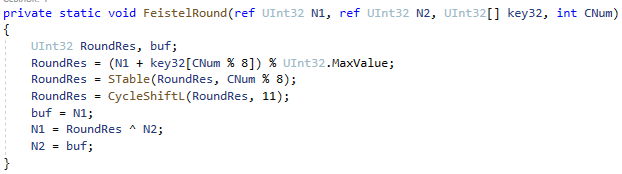 private static void FeistelRound(ref UInt32 N1, ref UInt32 N2, UInt32[] key32, int CNum)
{
UInt32 RoundRes, buf;
RoundRes = (N1 + key32[CNum % 8]) % UInt32.MaxValue;
RoundRes = STable(RoundRes, CNum % 8);
RoundRes = CycleShiftL(RoundRes, 11);
buf = N1;
N1 = RoundRes ^ N2;
N2 = buf;
}